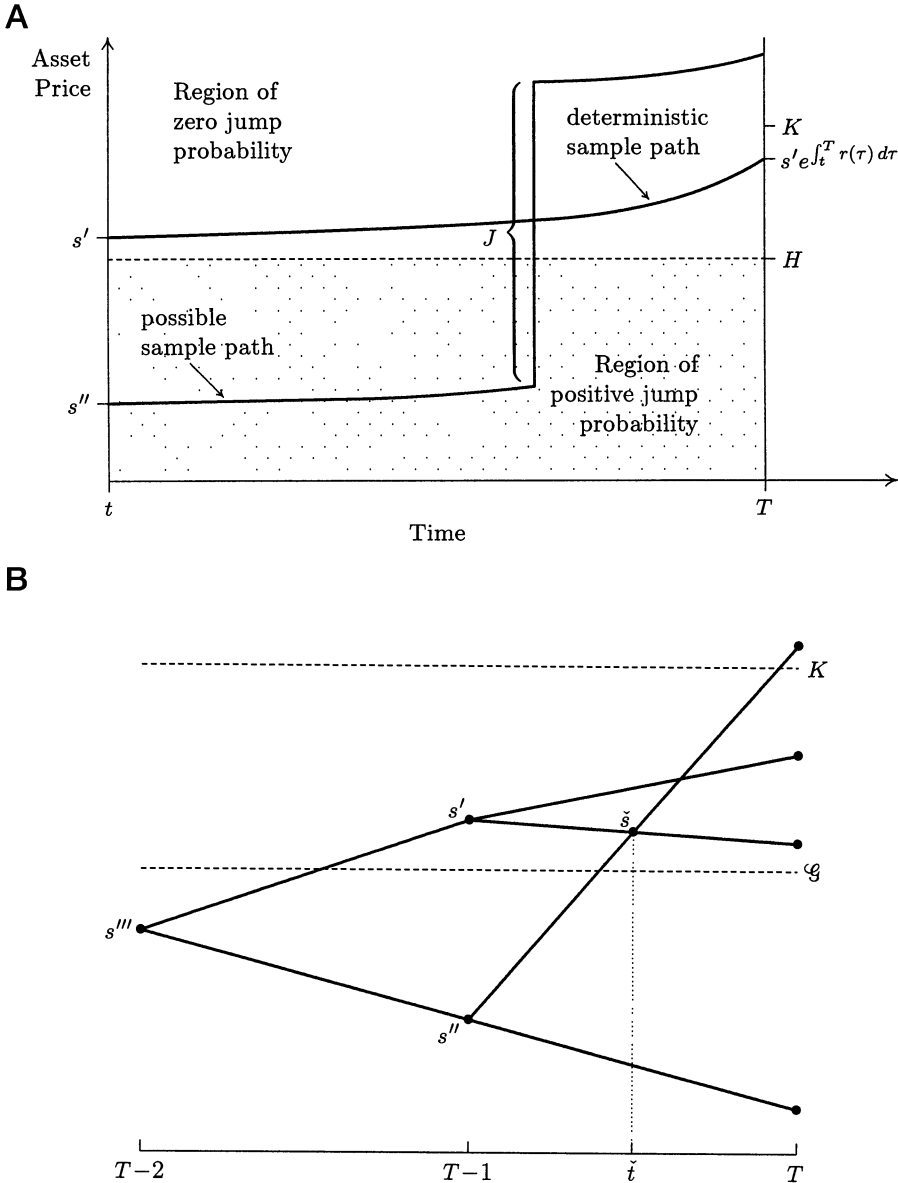 A
Asset
Price
Region of
zero jump
probability
deterministic
sample path
K
s′e^{∫_t^T r(τ) dτ}
s′
J
H
possible
sample path
Region of
positive jump
probability
s″
t
T
Time
B
K
s′
š
𝒢
s‴
s″
T−2
T−1
ť
T